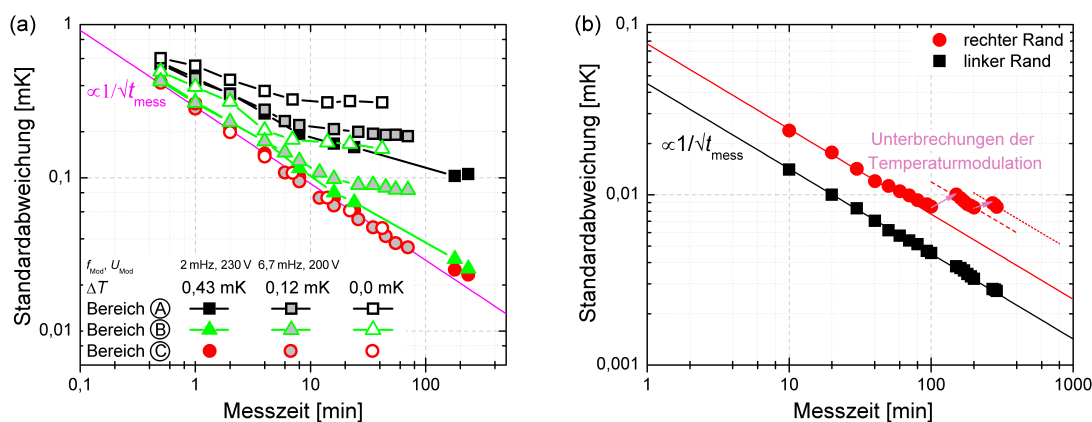 (a)
1
0,1
0,01
Standardabweichung [mK]
∝1/√t_mess
f_Mod, U_Mod 2 mHz, 230 V 6,7 mHz, 200 V
ΔT 0,43 mK 0,12 mK 0,0 mK
Bereich Ⓐ
Bereich Ⓑ
Bereich Ⓒ
0,1 1 10 100
Messzeit [min]
(b)
0,1
0,01
0,001
Standardabweichung [mK]
rechter Rand
linker Rand
∝1/√t_mess
Unterbrechungen der
Temperaturmodulation
1 10 100 1000
Messzeit [min]